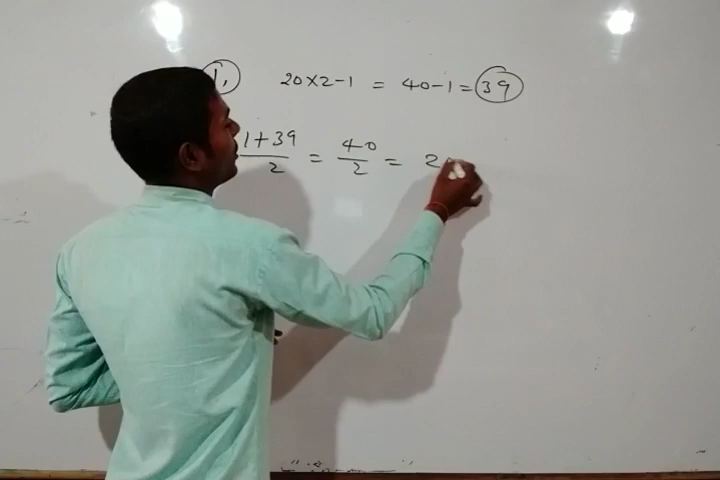 1, 20×2-1 = 40-1 = 39
1+39/2 = 40/2 = 2